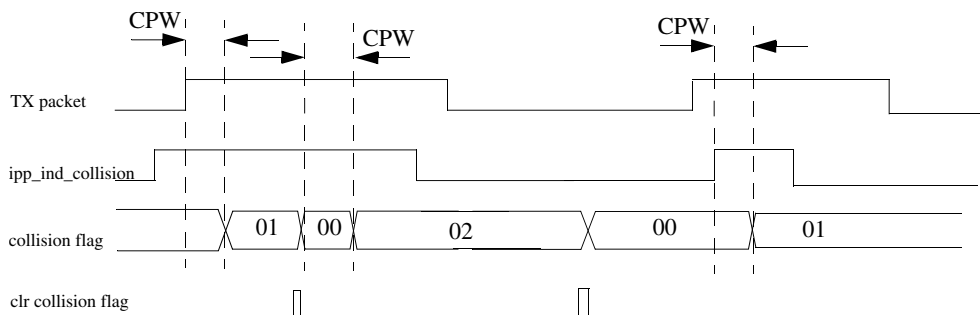 CPW
CPW
CPW
TX packet
ipp_ind_collision
collision flag
01
00
02
00
01
clr collision flag